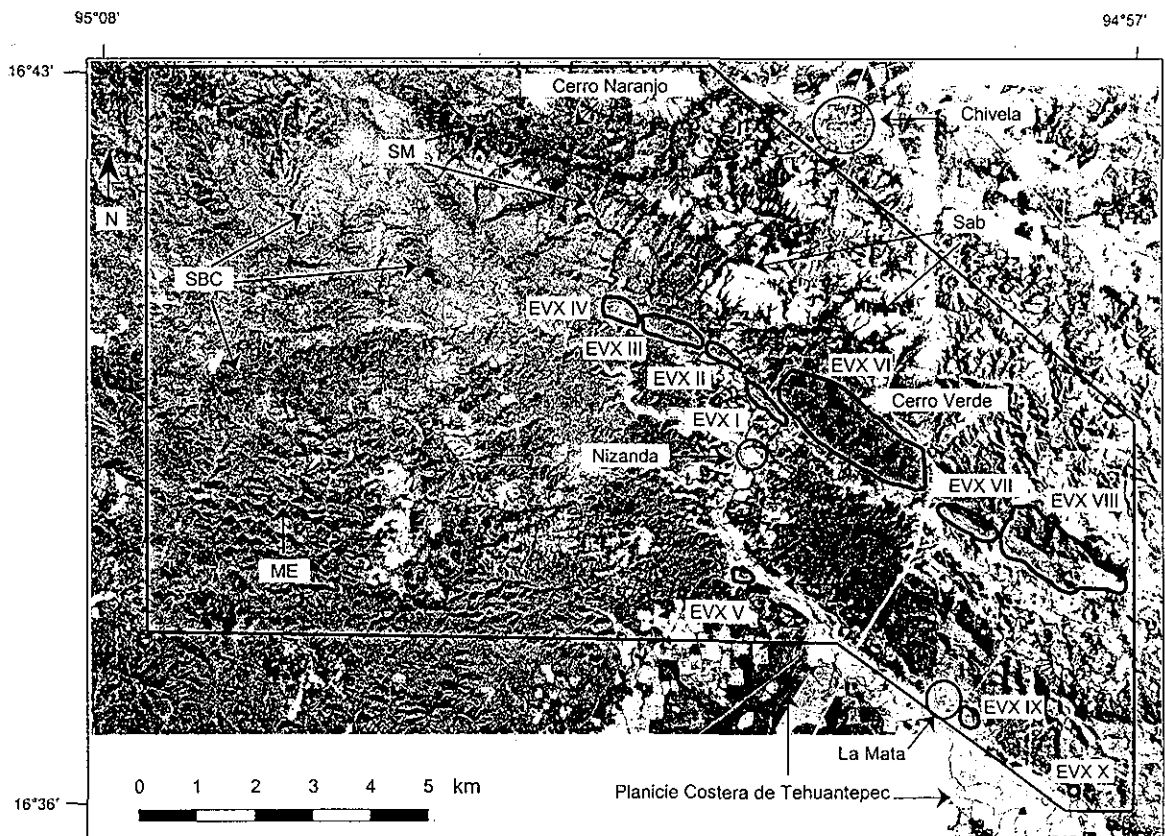 95°08'
94°57'
16°43'
Cerro Naranjo
Chivela
SM
N
Sab
SBC
EVX IV
EVX III
EVX VI
EVX II
Cerro Verde
EVX I
Nizanda
EVX VII
EVX VIII
ME
EVX V
EVX IX
La Mata
EVX X
0 1 2 3 4 5 km
Planície Costera de Tehuantepec
16°36'